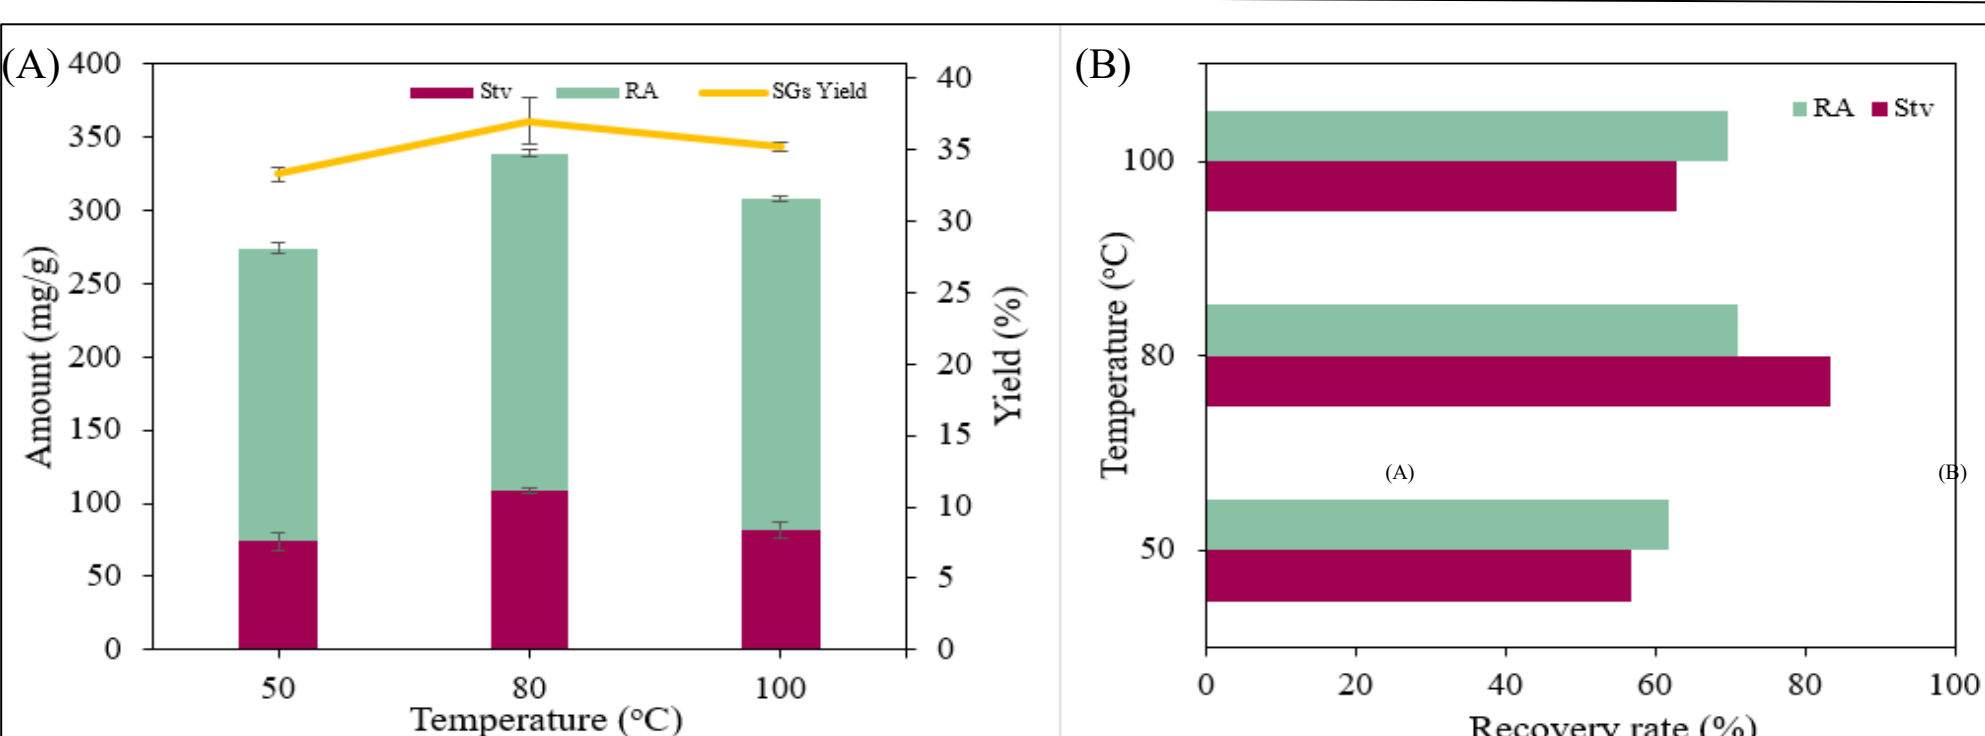 (A)
400
350
300
250
200
150
100
50
0
Amount (mg/g)
Stv RA SGs Yield
40
35
30
25
20
15
10
5
0
Yield (%)
50 80 100
Temperature (°C)
(B)
RA Stv
100
80
50
Temperature (°C)
(A) (B)
0 20 40 60 80 100
Recovery rate (%)